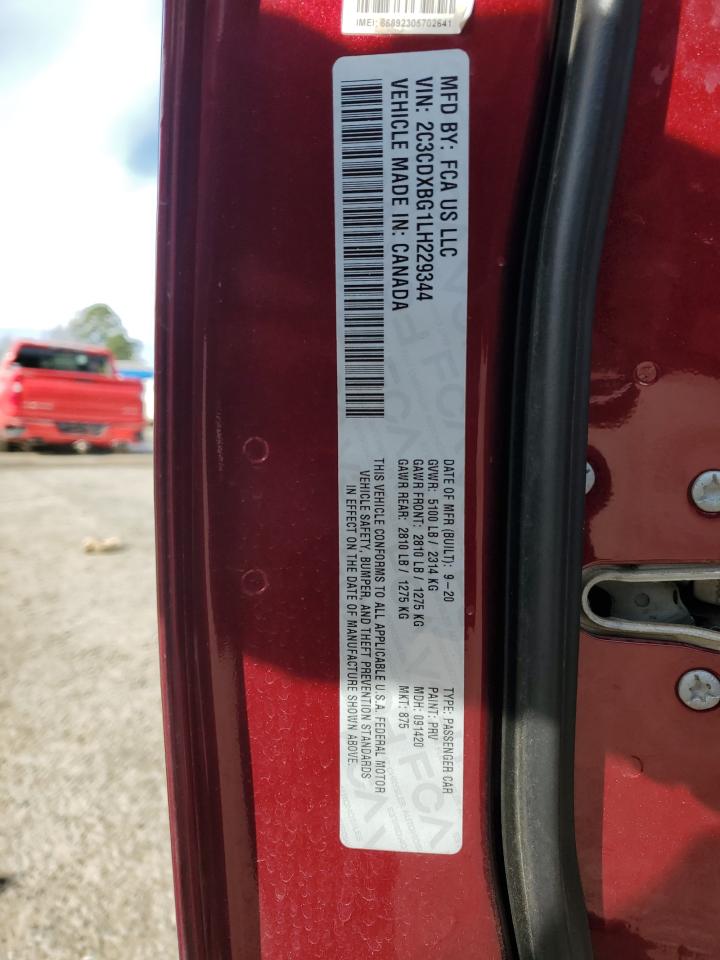 IMEI: 86892305702641
MFD BY: FCA US LLC
VIN: 2C3CDXBG1LH229344
VEHICLE MADE IN: CANADA
DATE OF MFR (BUILT): 9-20
GVWR: 5100 LB / 2314 KG
GAWR FRONT: 2810 LB / 1275 KG
GAWR REAR: 2810 LB / 1275 KG
TYPE: PASSENGER CAR
PAINT: PRV
MDH: 091420
MKT: 875
THIS VEHICLE CONFORMS TO ALL APPLICABLE U.S.A. FEDERAL MOTOR
VEHICLE SAFETY, BUMPER, AND THEFT PREVENTION STANDARDS
IN EFFECT ON THE DATE OF MANUFACTURE SHOWN ABOVE.